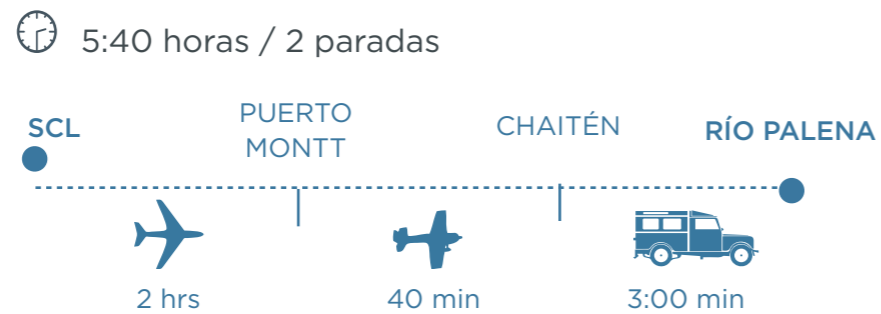 5:40 horas / 2 paradas
SCL
PUERTO
MONTT
CHAITÉN
RÍO PALENA
2 hrs
40 min
3:00 min